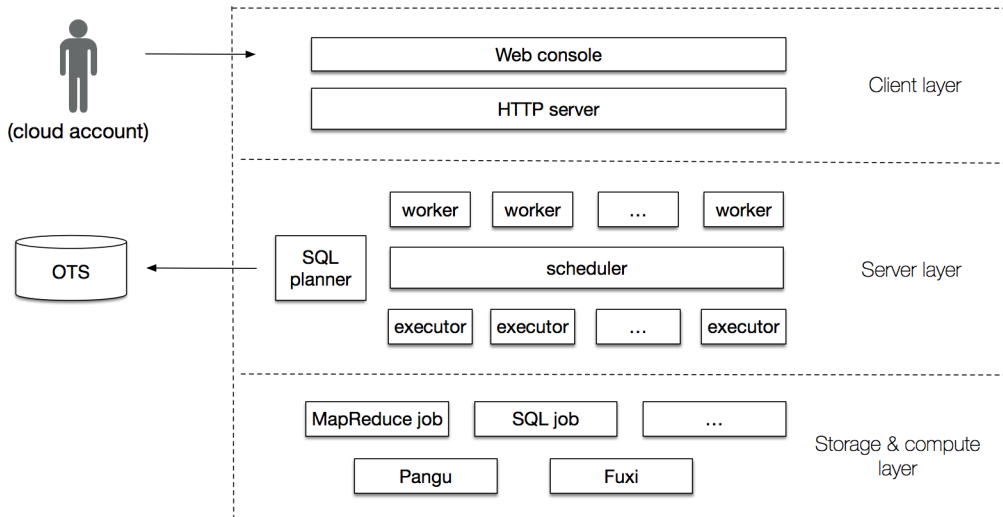 Web console
Client layer
HTTP server
(cloud account)
worker worker ... worker
OTS
SQL
planner
scheduler
Server layer
executor executor ... executor
MapReduce job SQL job ...
Storage & compute
layer
Pangu Fuxi